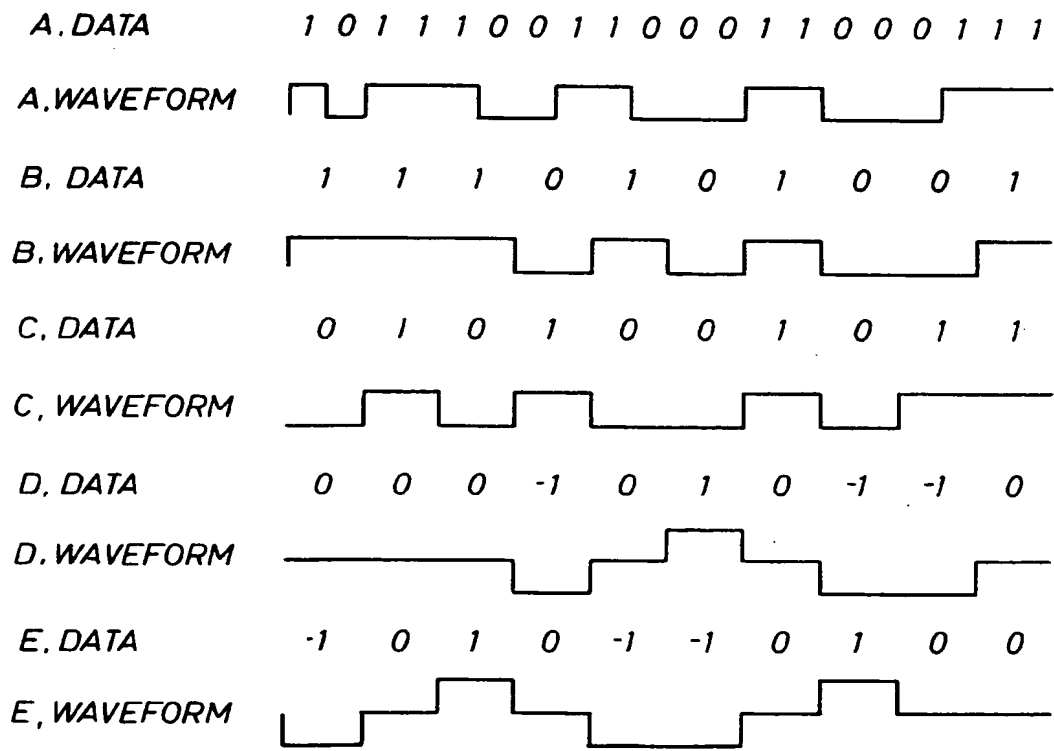 A. DATA 1 0 1 1 1 0 0 1 1 0 0 0 1 1 0 0 0 1 1 1
A, WAVEFORM
B, DATA 1 1 1 0 1 0 1 0 0 1
B, WAVEFORM
C, DATA 0 1 0 1 0 0 1 0 1 1
C, WAVEFORM
D, DATA 0 0 0 -1 0 1 0 -1 -1 0
D. WAVEFORM
E, DATA -1 0 1 0 -1 -1 0 1 0 0
E, WAVEFORM